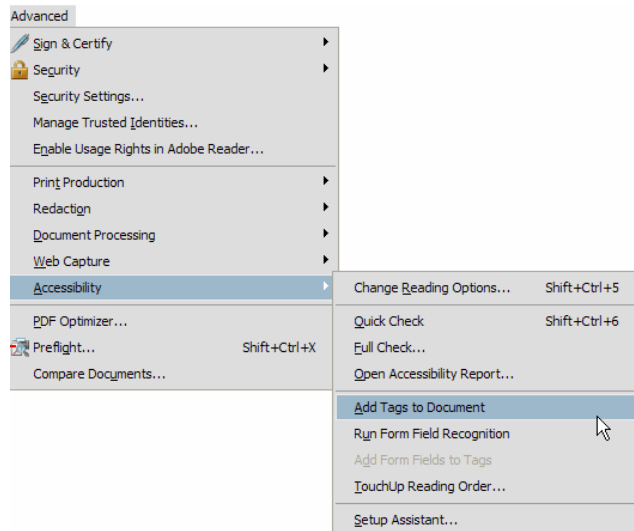 Advanced
Sign & Certify
Security
Security Settings...
Manage Trusted Identities...
Enable Usage Rights in Adobe Reader...
Print Production
Redaction
Document Processing
Web Capture
Accessibility
PDF Optimizer...
Preflight... Shift+Ctrl+X
Compare Documents...
Change Reading Options... Shift+Ctrl+5
Quick Check Shift+Ctrl+6
Full Check...
Open Accessibility Report...
Add Tags to Document
Run Form Field Recognition
Add Form Fields to Tags
TouchUp Reading Order...
Setup Assistant...